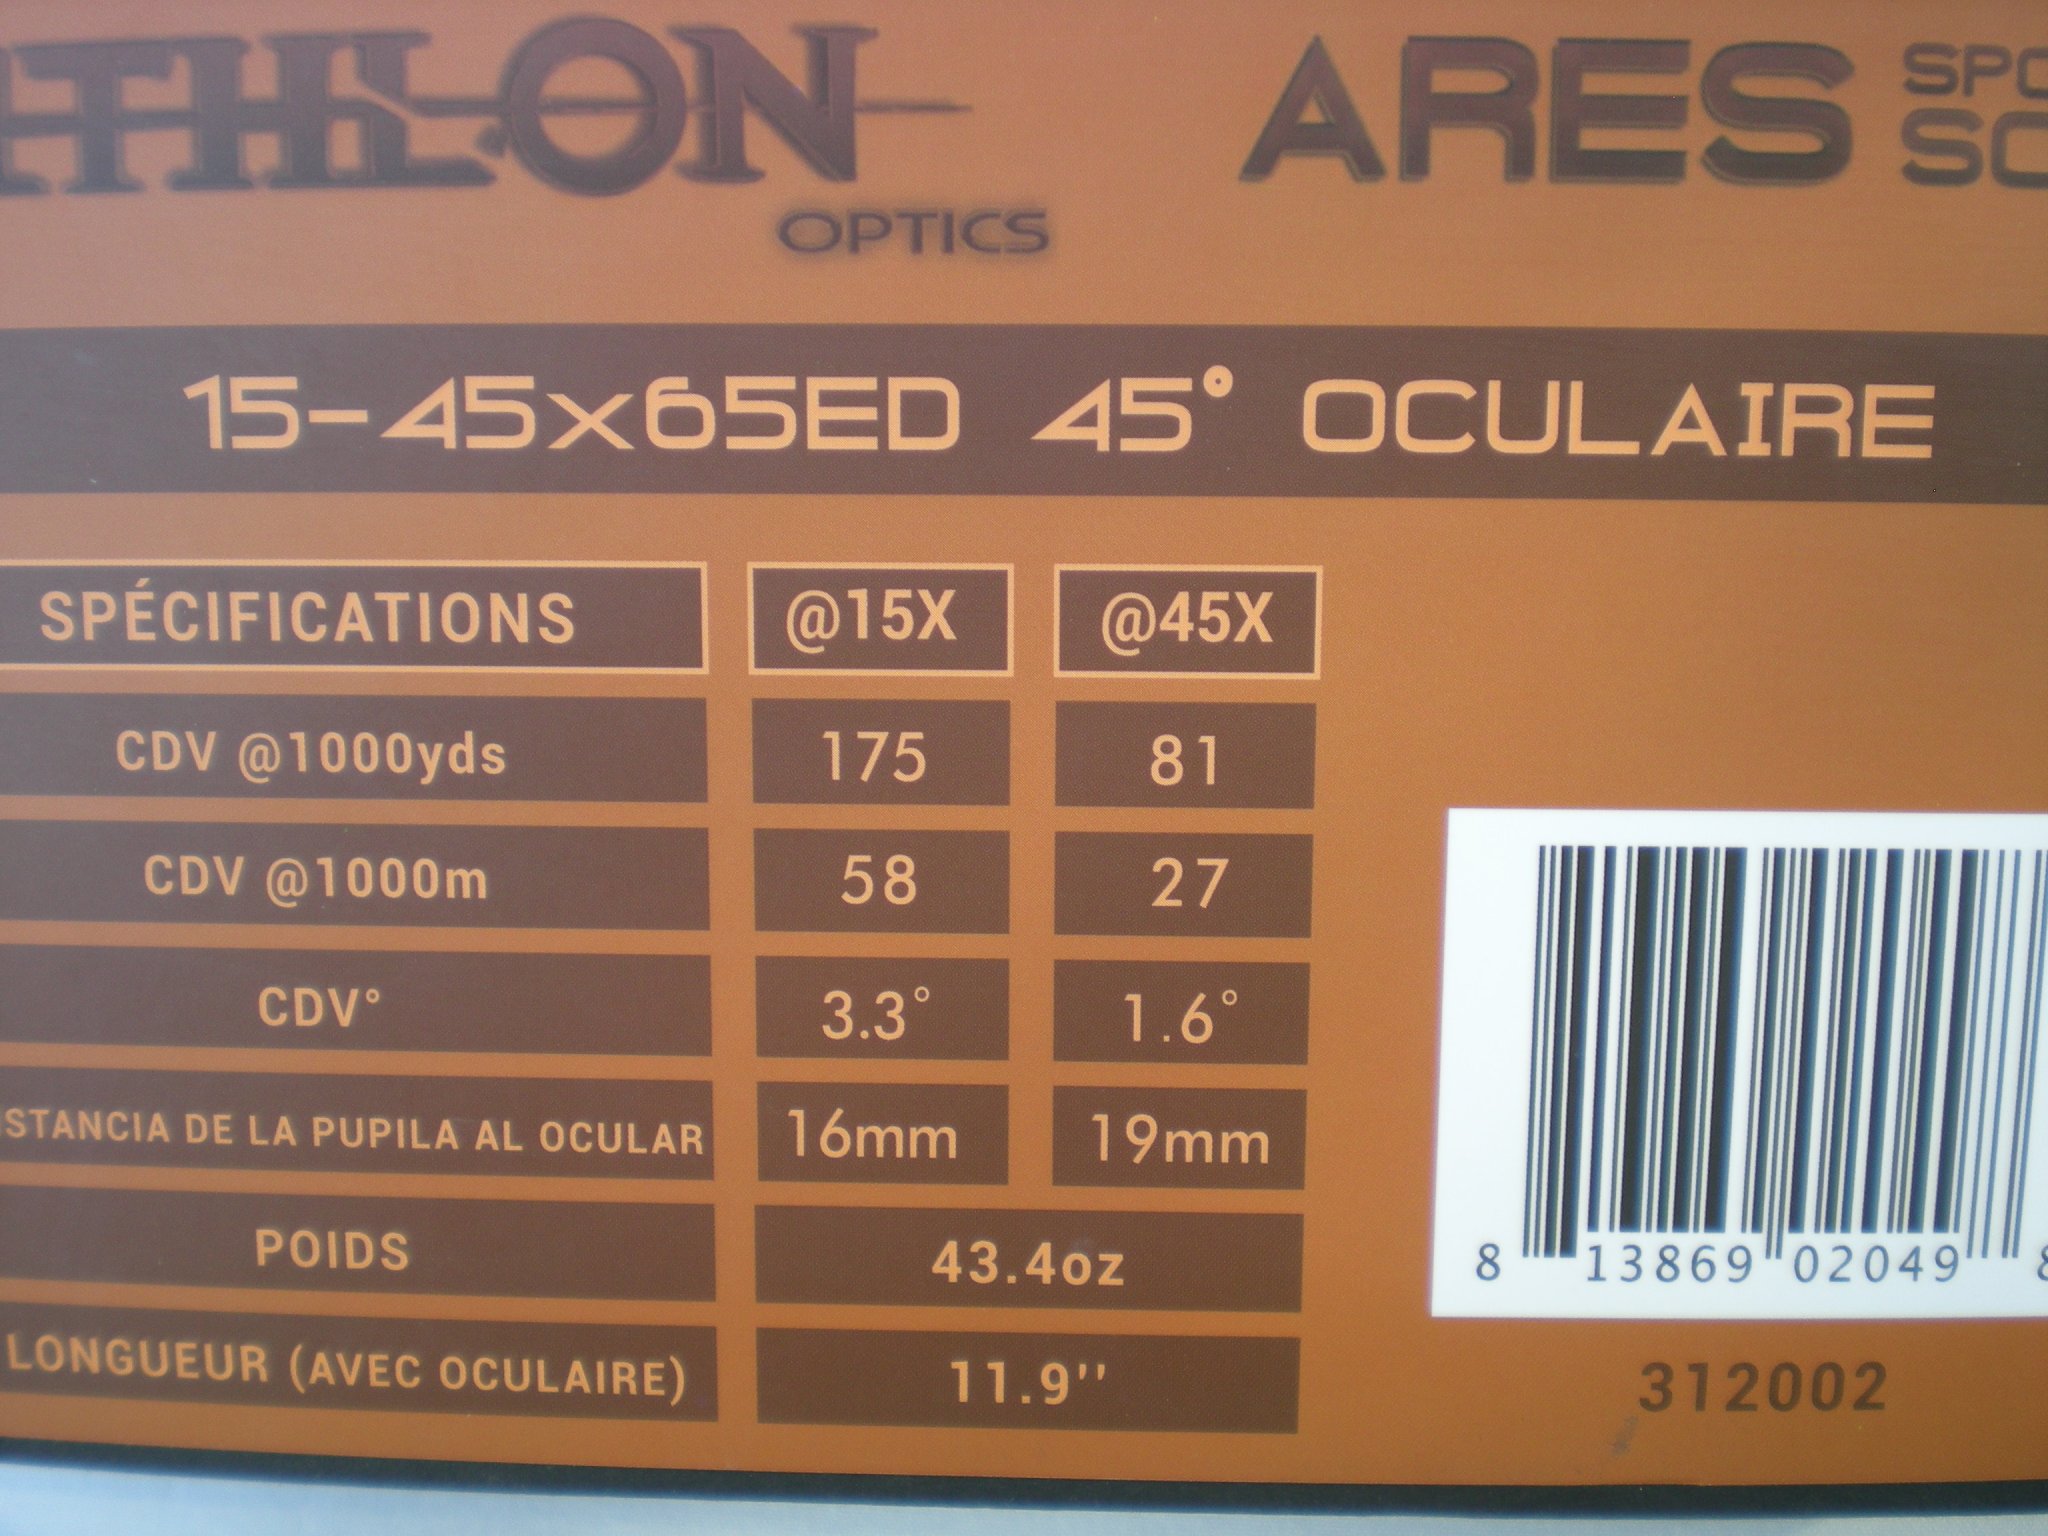 ATHLON
OPTICS
ARES
15-45x65ED 45° OCULAIRE
SPÉCIFICATIONS @15X @45X
CDV @1000yds 175 81
CDV @1000m 58 27
CDV° 3.3° 1.6°
DE LA PUPILA AL OCULAR 16mm 19mm
POIDS 43.4oz
LONGUEUR (AVEC OCULAIRE) 11.9''
8 13869 02049 8
312002